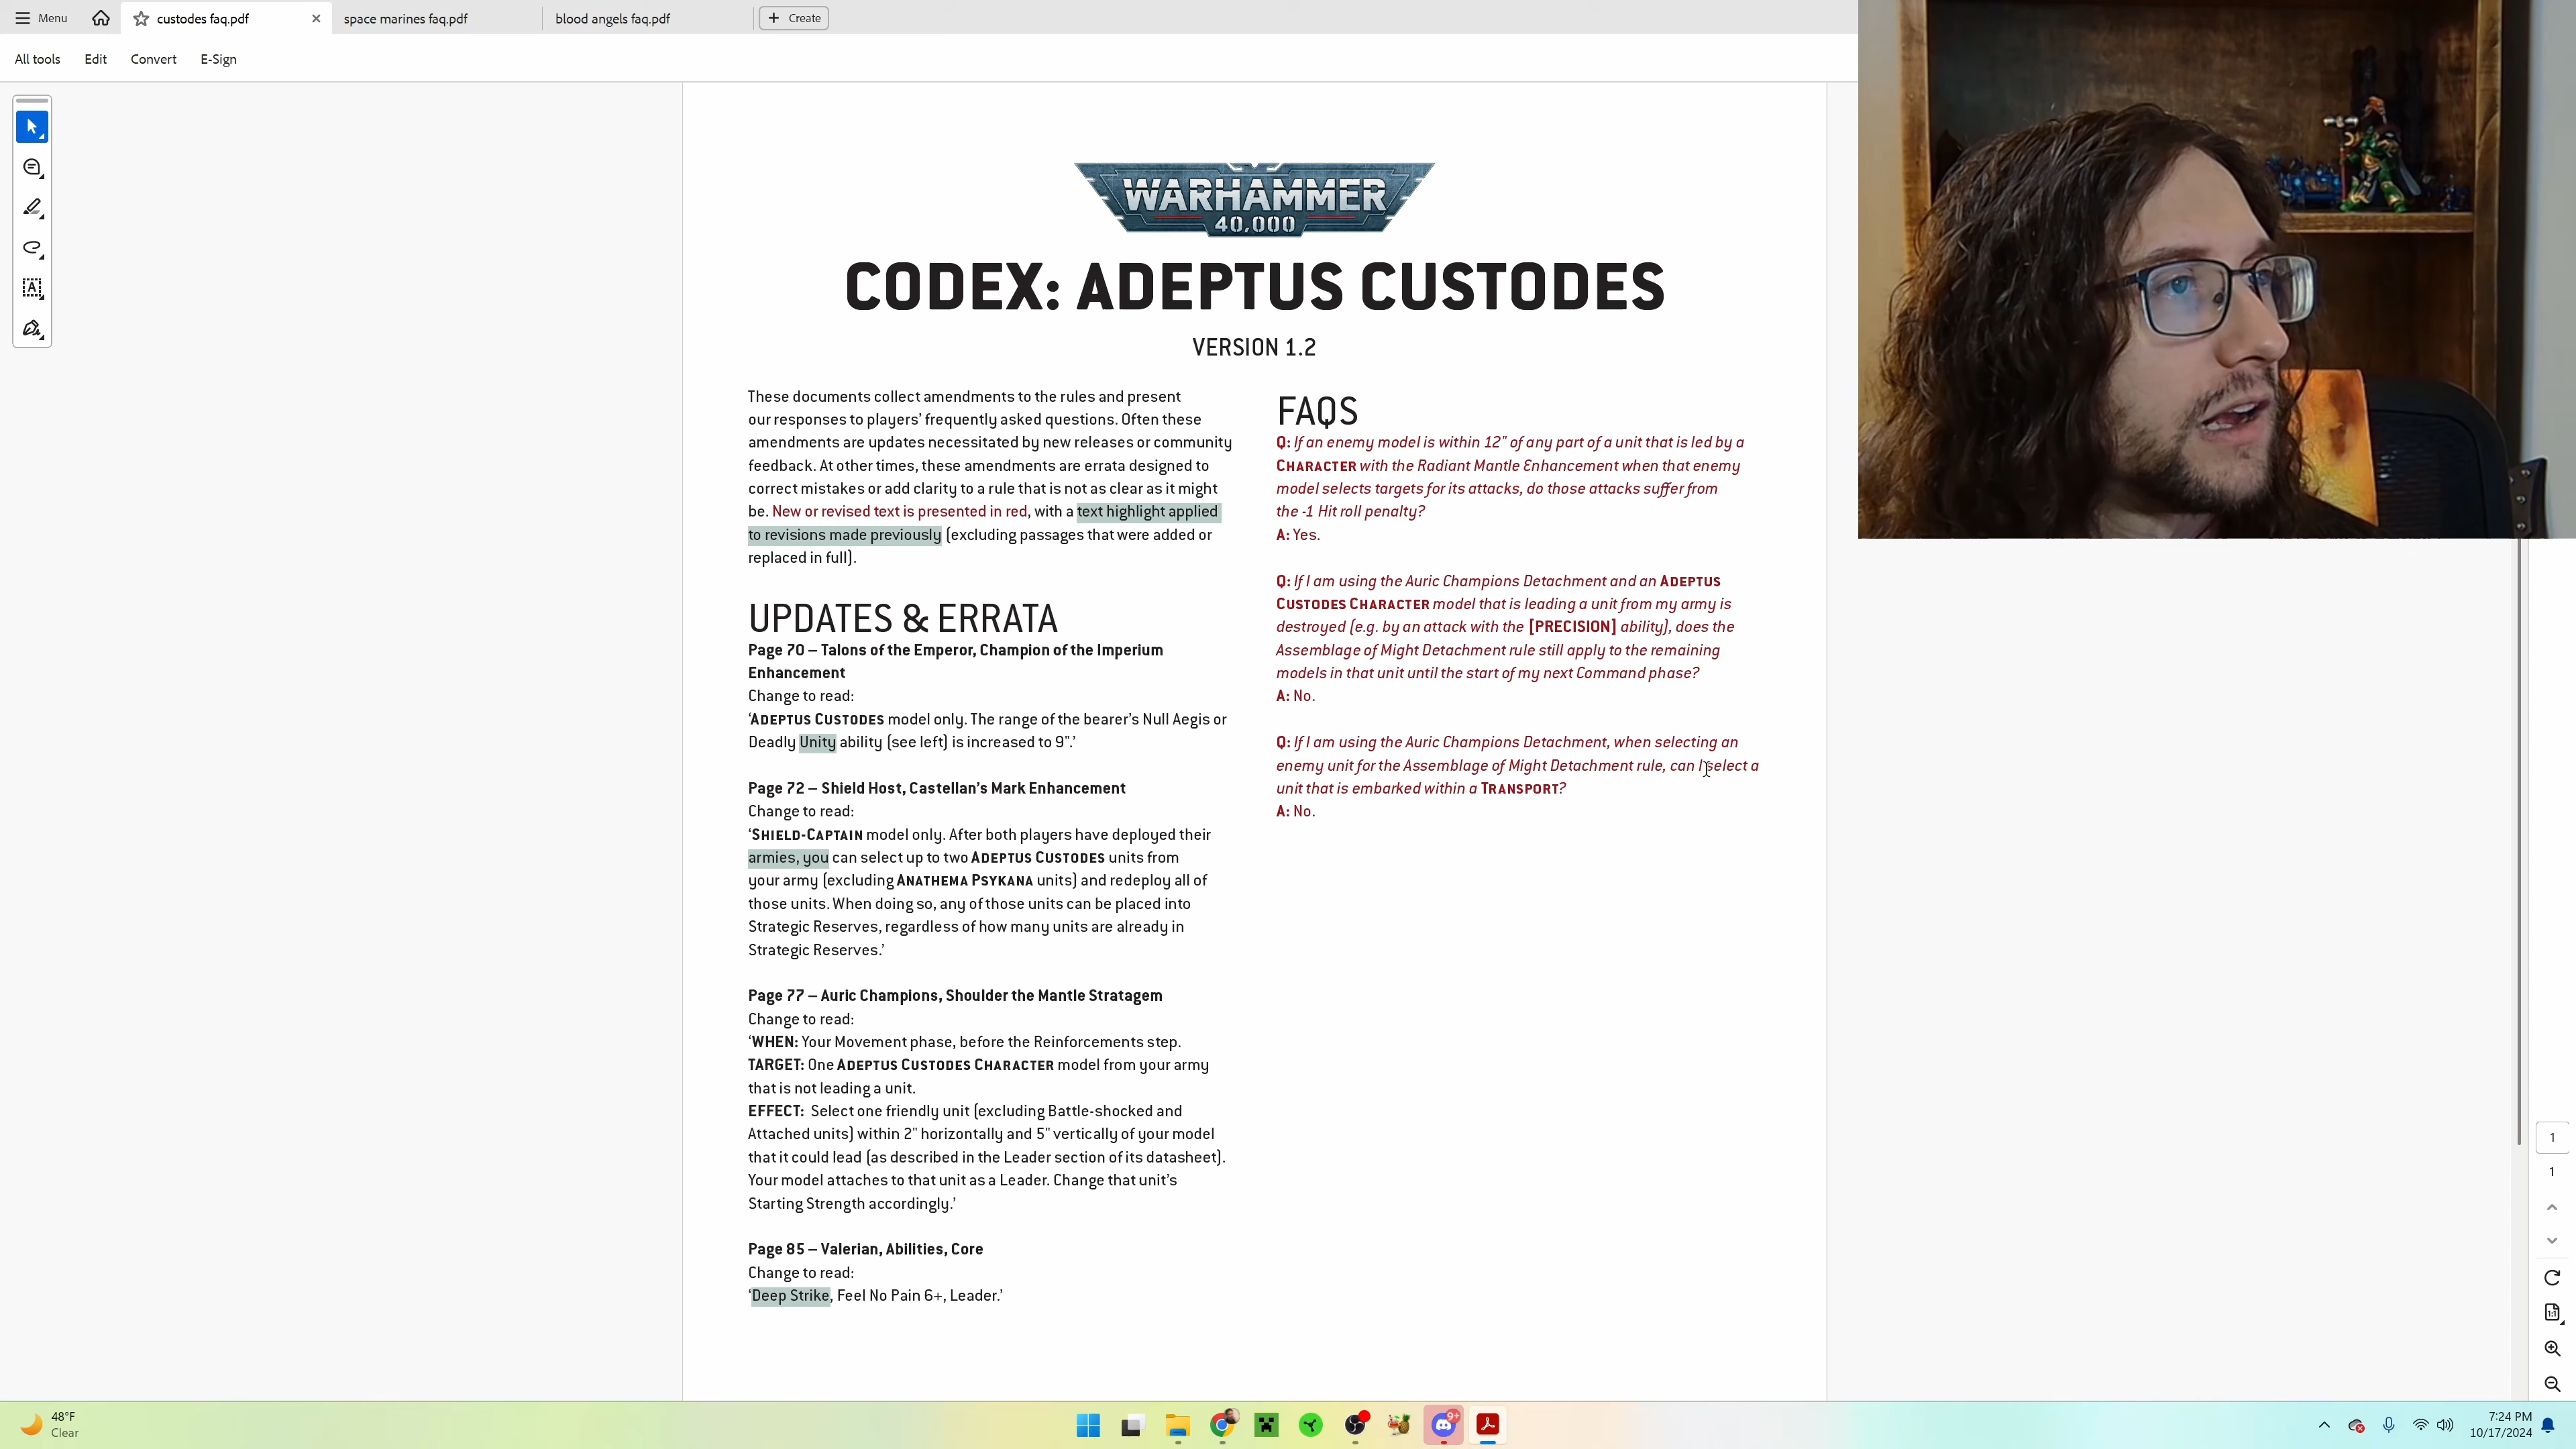 Menu
custodes faq.pdf
space marines faq.pdf
blood angels faq.pdf
Create
All tools
Edit
Convert
E-Sign
WARHAMMER
40,000
CODEX: ADEPTUS CUSTODES
VERSION 1.2
These documents collect amendments to the rules and present
our responses to players’ frequently asked questions. Often these
amendments are updates necessitated by new releases or community
feedback. At other times, these amendments are errata designed to
correct mistakes or add clarity to a rule that is not as clear as it might
be. New or revised text is presented in red, with a text highlight applied
to revisions made previously (excluding passages that were added or
replaced in full).
UPDATES & ERRATA
Page 70 – Talons of the Emperor, Champion of the Imperium
Enhancement
Change to read:
‘ADEPTUS CUSTODES model only. The range of the bearer’s Null Aegis or
Deadly Unity ability (see left) is increased to 9".’
Page 72 – Shield Host, Castellan’s Mark Enhancement
Change to read:
‘SHIELD-CAPTAIN model only. After both players have deployed their
armies, you can select up to two ADEPTUS CUSTODES units from
your army (excluding ANATHEMA PSYKANA units) and redeploy all of
those units. When doing so, any of those units can be placed into
Strategic Reserves, regardless of how many units are already in
Strategic Reserves.’
Page 77 – Auric Champions, Shoulder the Mantle Stratagem
Change to read:
‘WHEN: Your Movement phase, before the Reinforcements step.
TARGET: One ADEPTUS CUSTODES CHARACTER model from your army
that is not leading a unit.
EFFECT: Select one friendly unit (excluding Battle-shocked and
Attached units) within 2" horizontally and 5" vertically of your model
that it could lead (as described in the Leader section of its datasheet).
Your model attaches to that unit as a Leader. Change that unit’s
Starting Strength accordingly.’
Page 85 – Valerian, Abilities, Core
Change to read:
‘Deep Strike, Feel No Pain 6+, Leader.’
FAQS
Q: If an enemy model is within 12" of any part of a unit that is led by a
CHARACTER with the Radiant Mantle Enhancement when that enemy
model selects targets for its attacks, do those attacks suffer from
the -1 Hit roll penalty?
A: Yes.
Q: If I am using the Auric Champions Detachment and an ADEPTUS
CUSTODES CHARACTER model that is leading a unit from my army is
destroyed (e.g. by an attack with the [PRECISION] ability), does the
Assemblage of Might Detachment rule still apply to the remaining
models in that unit until the start of my next Command phase?
A: No.
Q: If I am using the Auric Champions Detachment, when selecting an
enemy unit for the Assemblage of Might Detachment rule, can I select a
unit that is embarked within a TRANSPORT?
A: No.
1
1
48°F
Clear
9+
7:24 PM
10/17/2024